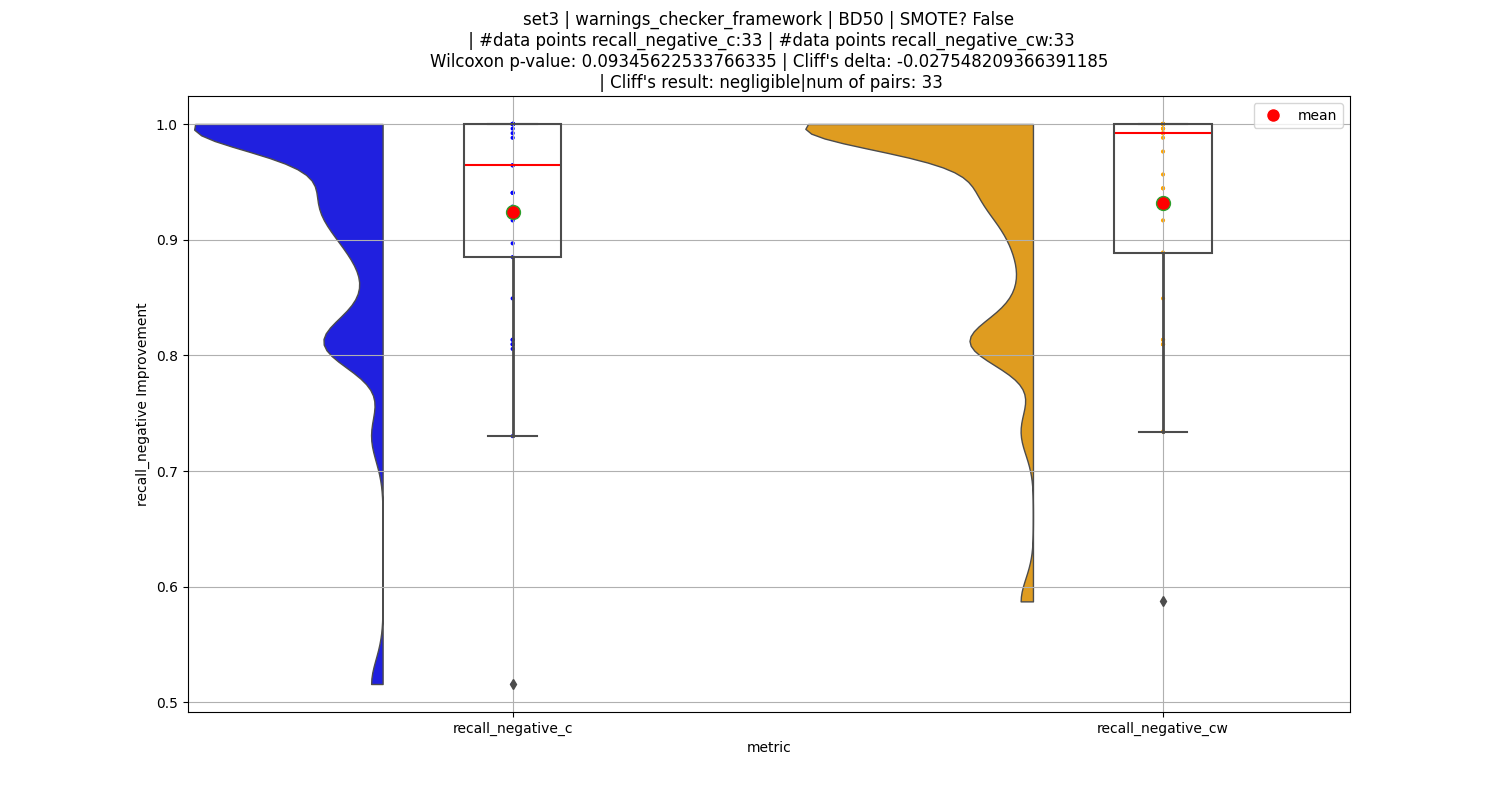 set3 | warnings_checker_framework | BD50 | SMOTE? False
| #data points recall_negative_c:33 | #data points recall_negative_cw:33
Wilcoxon p-value: 0.09345622533766335 | Cliff's delta: -0.027548209366391185
| Cliff's result: negligible|num of pairs: 33
mean
1.0
0.9
0.8
0.7
0.6
0.5
recall_negative Improvement
recall_negative_c
recall_negative_cw
metric